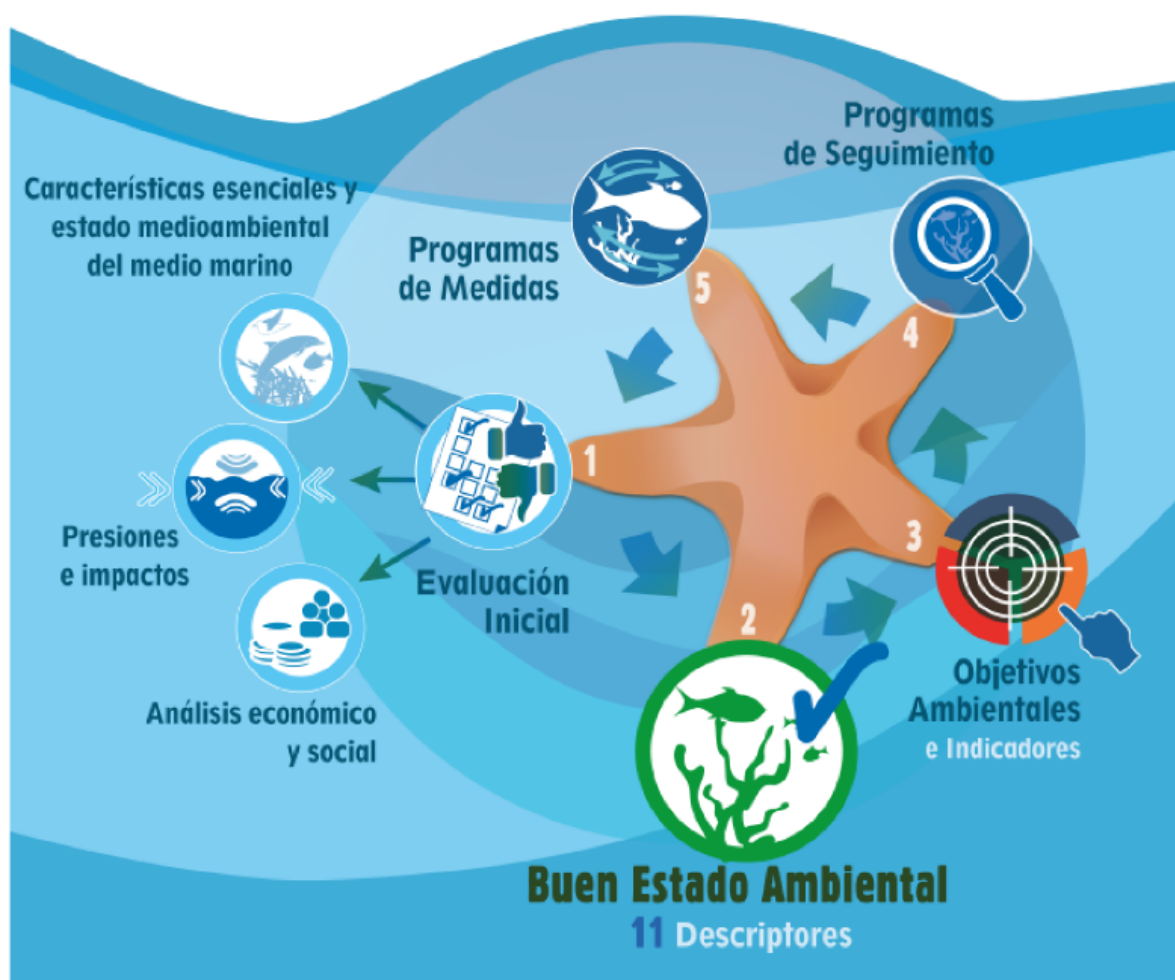 Programas
de Seguimiento
Características esenciales y
estado medioambiental
del medio marino
Programas
de Medidas
5
4
1
3
2
Presiones
e impactos
Evaluación
Inicial
Análisis económico
y social
Objetivos
Ambientales
e Indicadores
Buen Estado Ambiental
11 Descriptores